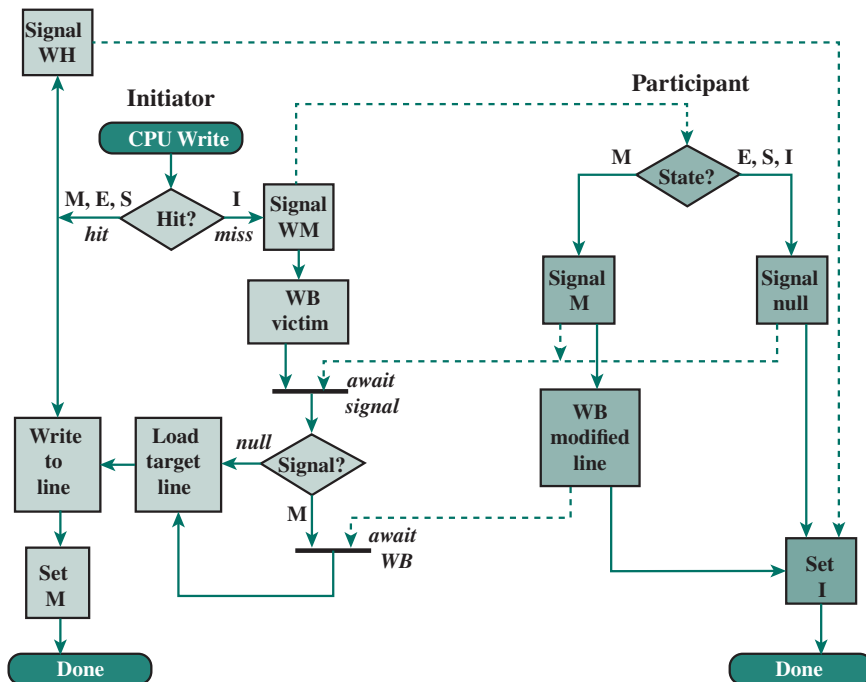 Signal
WH
Initiator
Participant
CPU Write
M, E, S
Hit?
I
hit
miss
Signal
WM
M
State?
E, S, I
WB
victim
Signal
M
Signal
null
await
signal
Write
to
line
Load
target
line
null
Signal?
M
WB
modified
line
await
WB
Set
M
Set
I
Done
Done